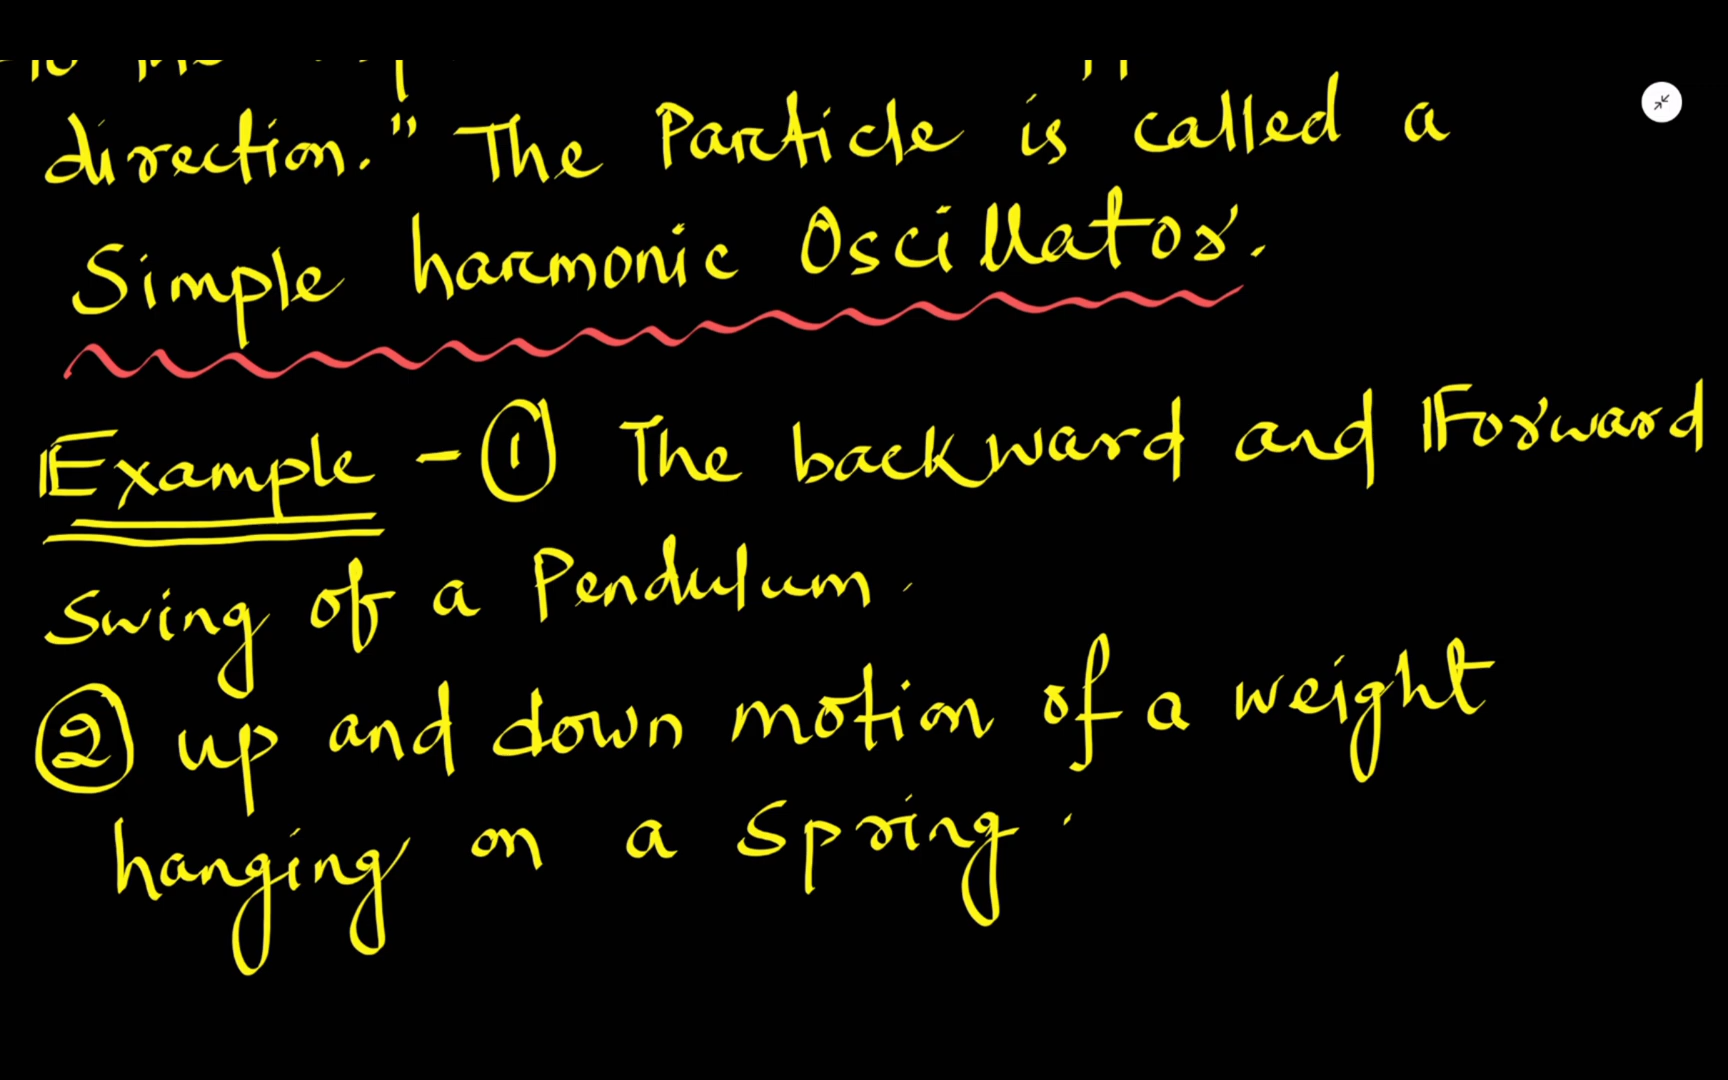 direction." The Particle is called a
Simple harmonic Oscillator.
Example - ① The backward and Forward
Swing of a Pendulum.
② up and down motion of a weight
hanging on a Spring.